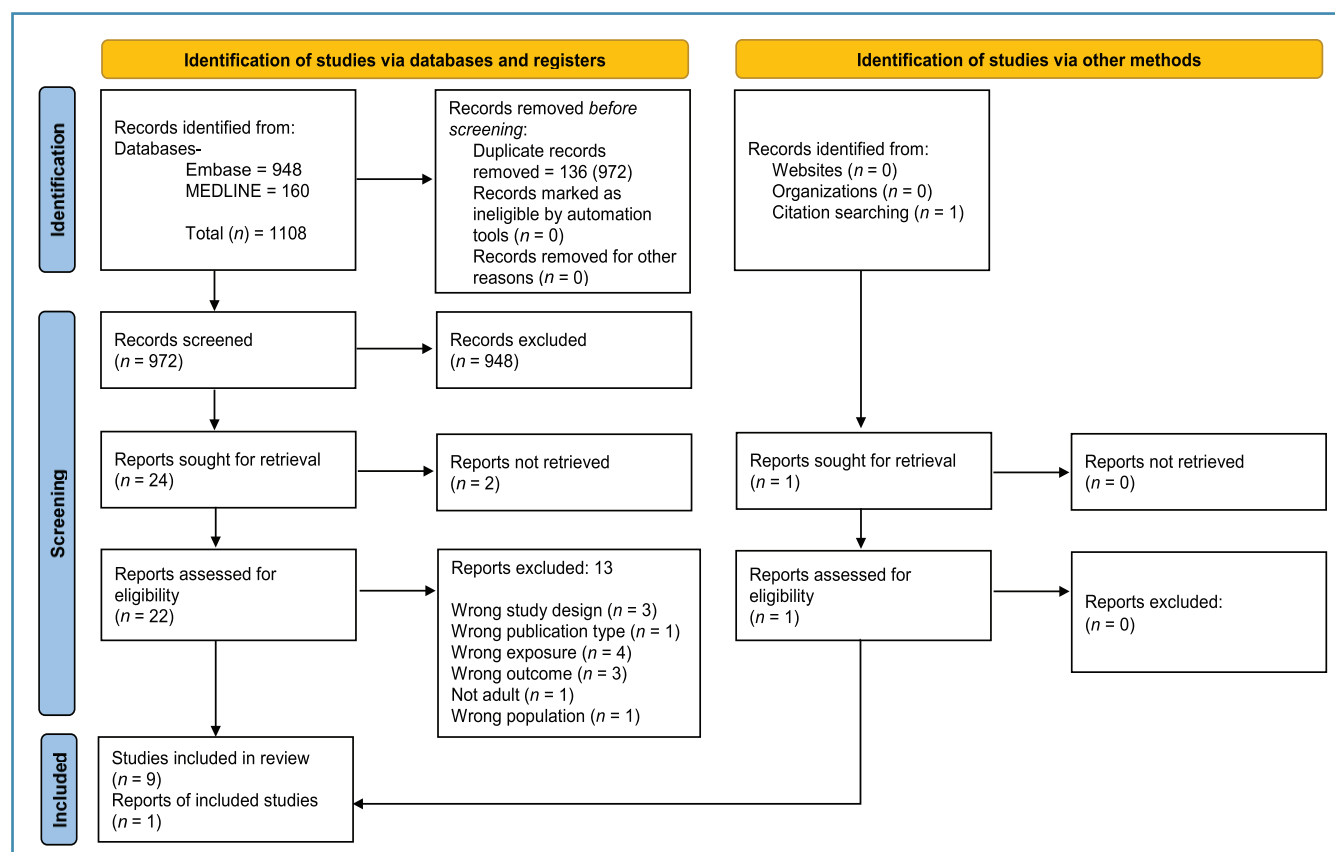 Identification of studies via databases and registers
Identification of studies via other methods
Identification
Records identified from:
Databases-
Embase = 948
MEDLINE = 160
Total (n) = 1108
Records removed before
screening:
Duplicate records
removed = 136 (972)
Records marked as
ineligible by automation
tools (n = 0)
Records removed for other
reasons (n = 0)
Records identified from:
Websites (n = 0)
Organizations (n = 0)
Citation searching (n = 1)
Screening
Records screened
(n = 972)
Records excluded
(n = 948)
Reports sought for retrieval
(n = 24)
Reports not retrieved
(n = 2)
Reports sought for retrieval
(n = 1)
Reports not retrieved
(n = 0)
Reports assessed for
eligibility
(n = 22)
Reports excluded: 13
Wrong study design (n = 3)
Wrong publication type (n = 1)
Wrong exposure (n = 4)
Wrong outcome (n = 3)
Not adult (n = 1)
Wrong population (n = 1)
Reports assessed for
eligibility
(n = 1)
Reports excluded:
(n = 0)
Included
Studies included in review
(n = 9)
Reports of included studies
(n = 1)